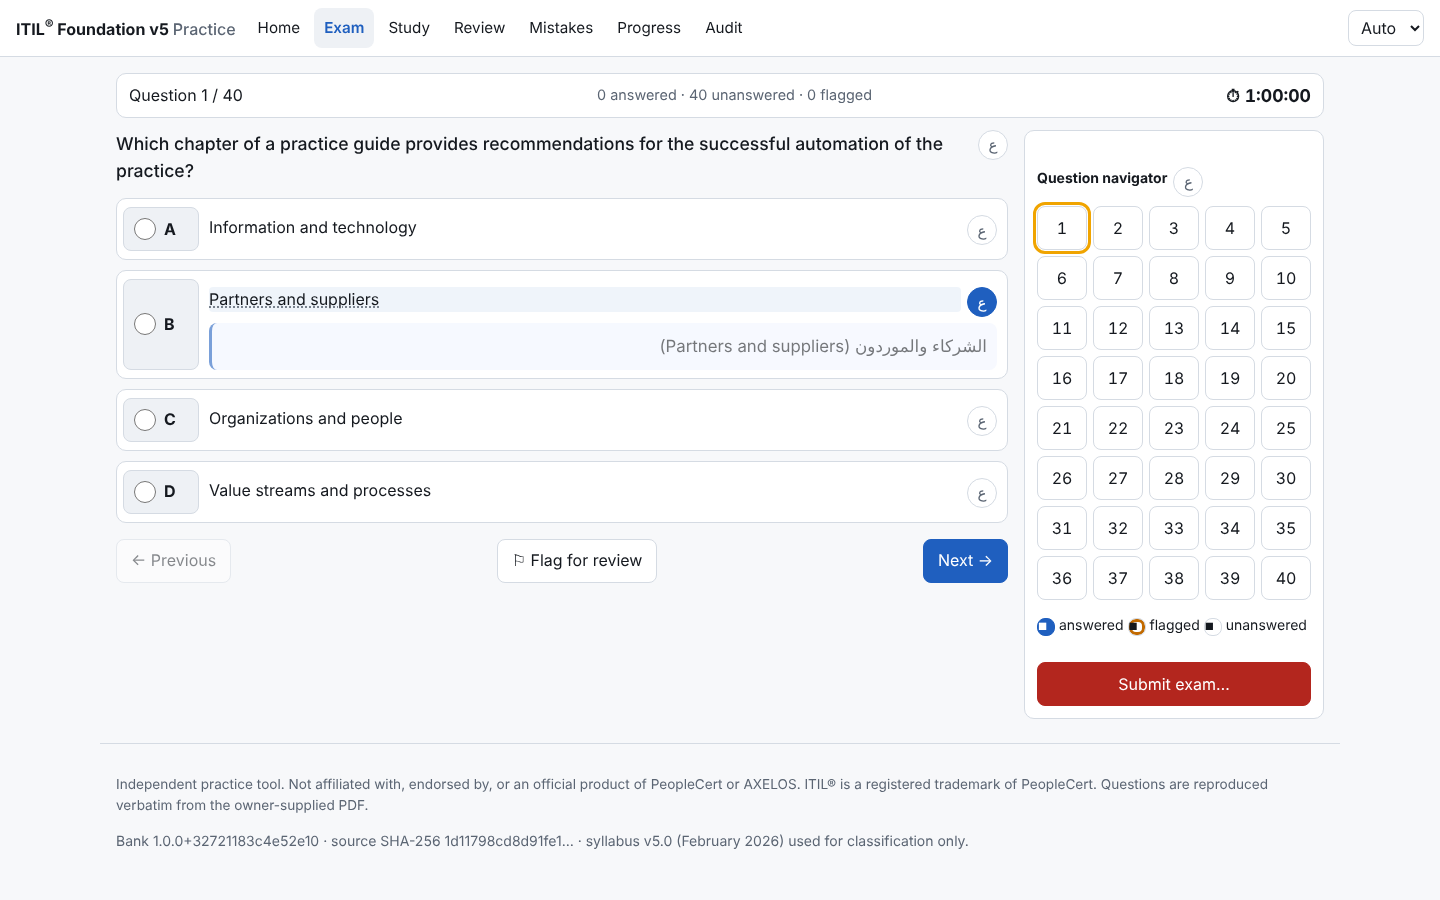 ITIL® Foundation v5 Practice Home Exam Study Review Mistakes Progress Audit Auto
Question 1 / 40 0 answered · 40 unanswered · 0 flagged ⏱ 1:00:00
Which chapter of a practice guide provides recommendations for the successful automation of the
practice?
ع
A Information and technology ع
B Partners and suppliers ع
الشركاء والموردون (Partners and suppliers)
C Organizations and people ع
D Value streams and processes ع
← Previous ⚐ Flag for review Next →
Question navigator ع
1 2 3 4 5
6 7 8 9 10
11 12 13 14 15
16 17 18 19 20
21 22 23 24 25
26 27 28 29 30
31 32 33 34 35
36 37 38 39 40
answered flagged unanswered
Submit exam...
Independent practice tool. Not affiliated with, endorsed by, or an official product of PeopleCert or AXELOS. ITIL® is a registered trademark of PeopleCert. Questions are reproduced
verbatim from the owner-supplied PDF.
Bank 1.0.0+32721183c4e52e10 · source SHA-256 1d11798cd8d91fe1... · syllabus v5.0 (February 2026) used for classification only.